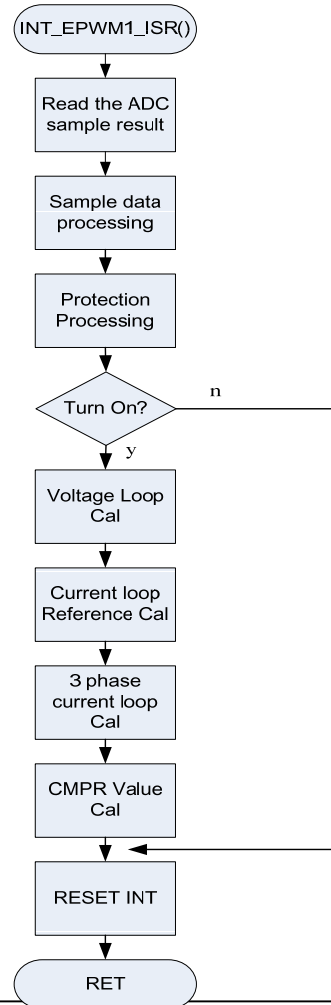 INT_EPWM1_ISR()
Read the ADC
sample result
Sample data
processing
Protection
Processing
Turn On?
n
y
Voltage Loop
Cal
Current loop
Reference Cal
3 phase
current loop
Cal
CMPR Value
Cal
RESET INT
RET